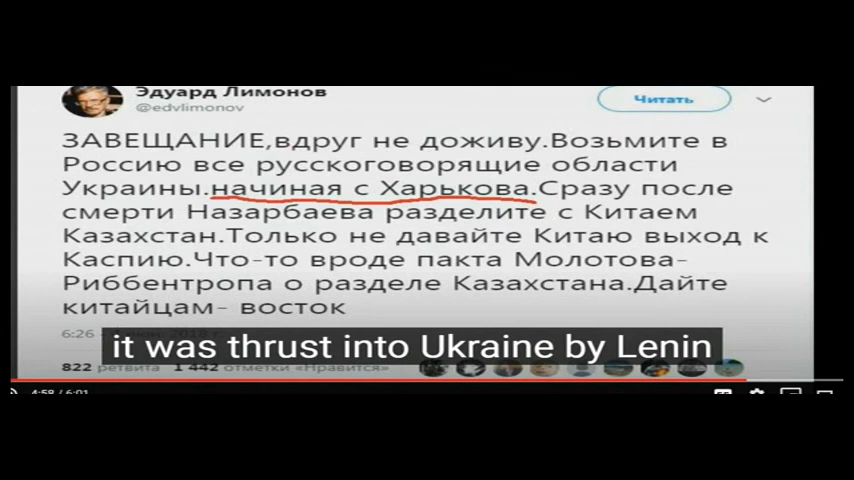 Эдуард Лимонов
@edvlimonov
Читать
ЗАВЕЩАНИЕ,вдруг не доживу.Возьмите в
Россию все русскоговорящие области
Украины.начиная с Харькова.Сразу после
смерти Назарбаева разделите с Китаем
Казахстан.Только не давайте Китаю выход к
Каспию.Что-то вроде пакта Молотова-
Риббентропа о разделе Казахстана.Дайте
китайцам- восток
6:26
it was thrust into Ukraine by Lenin
822 ретвита 1 442 отметки «Нравится»
4:58 / 6:01